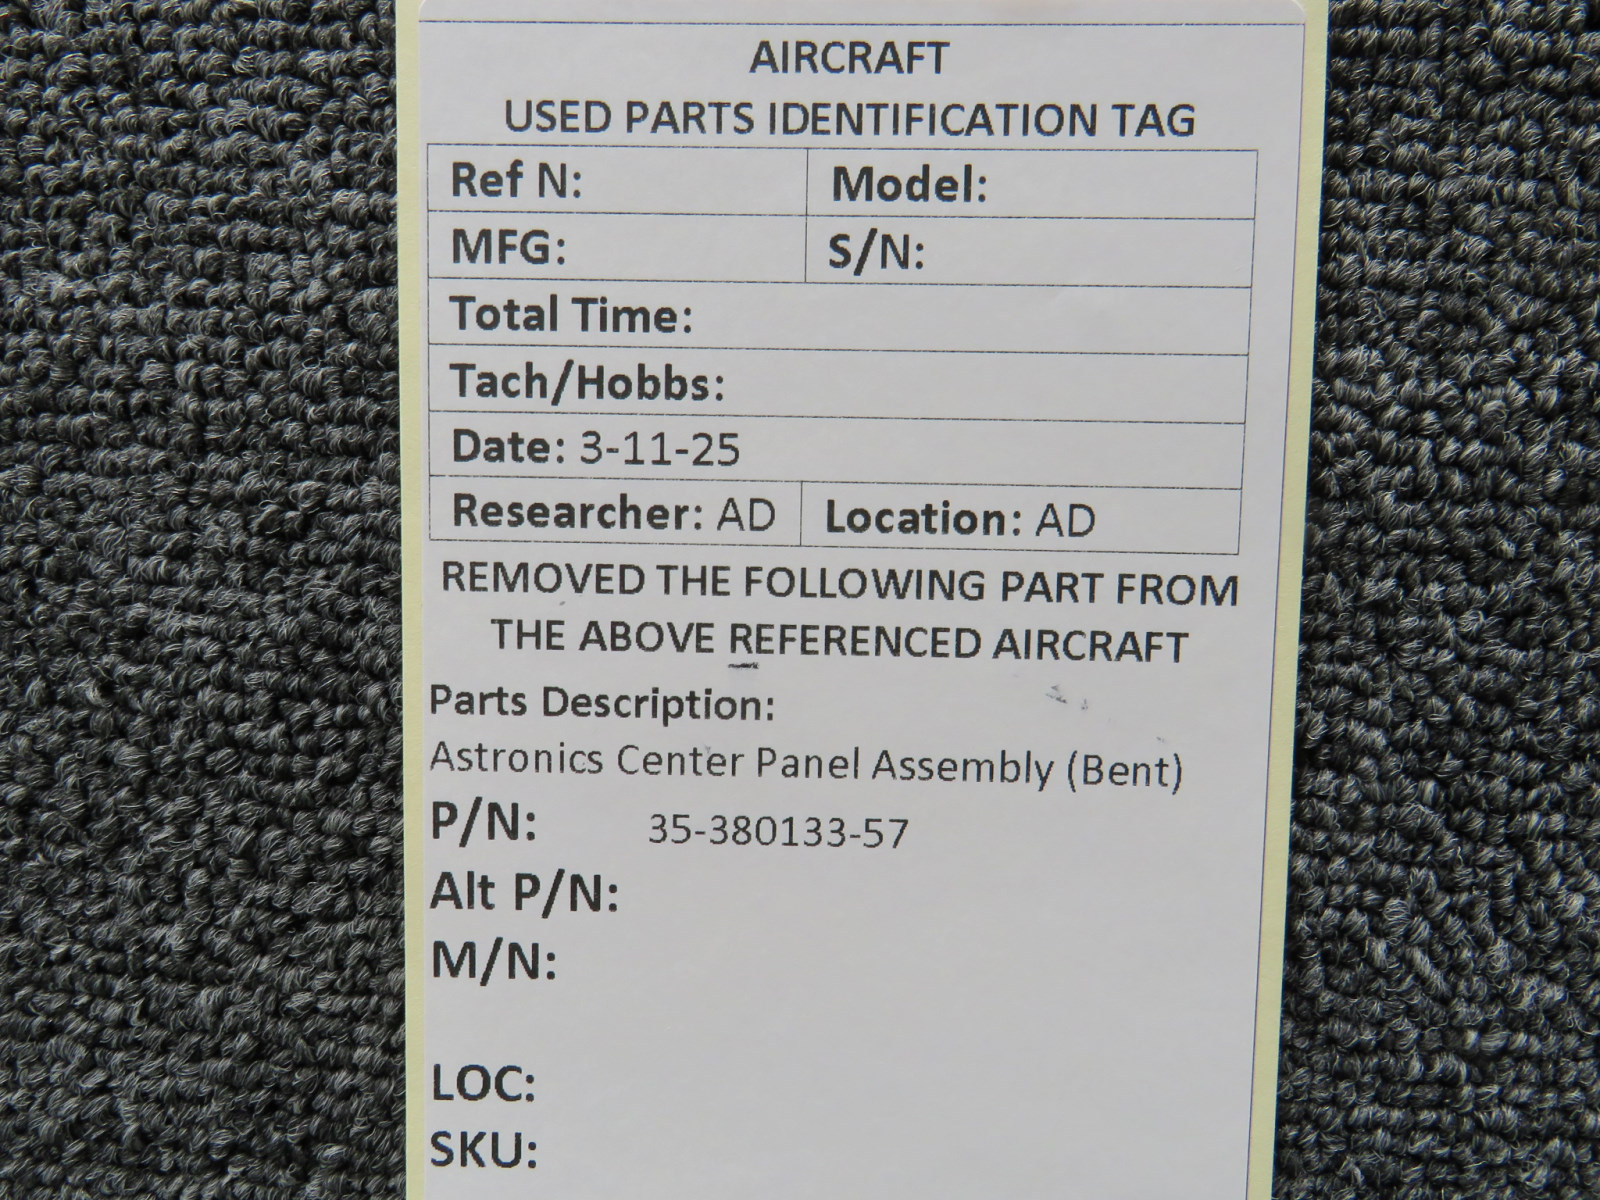 AIRCRAFT
USED PARTS IDENTIFICATION TAG
Ref N: Model:
MFG: S/N:
Total Time:
Tach/Hobbs:
Date: 3-11-25
Researcher: AD Location: AD
REMOVED THE FOLLOWING PART FROM
THE ABOVE REFERENCED AIRCRAFT
Parts Description:
Astronics Center Panel Assembly (Bent)
P/N: 35-380133-57
Alt P/N:
M/N:
LOC:
SKU: